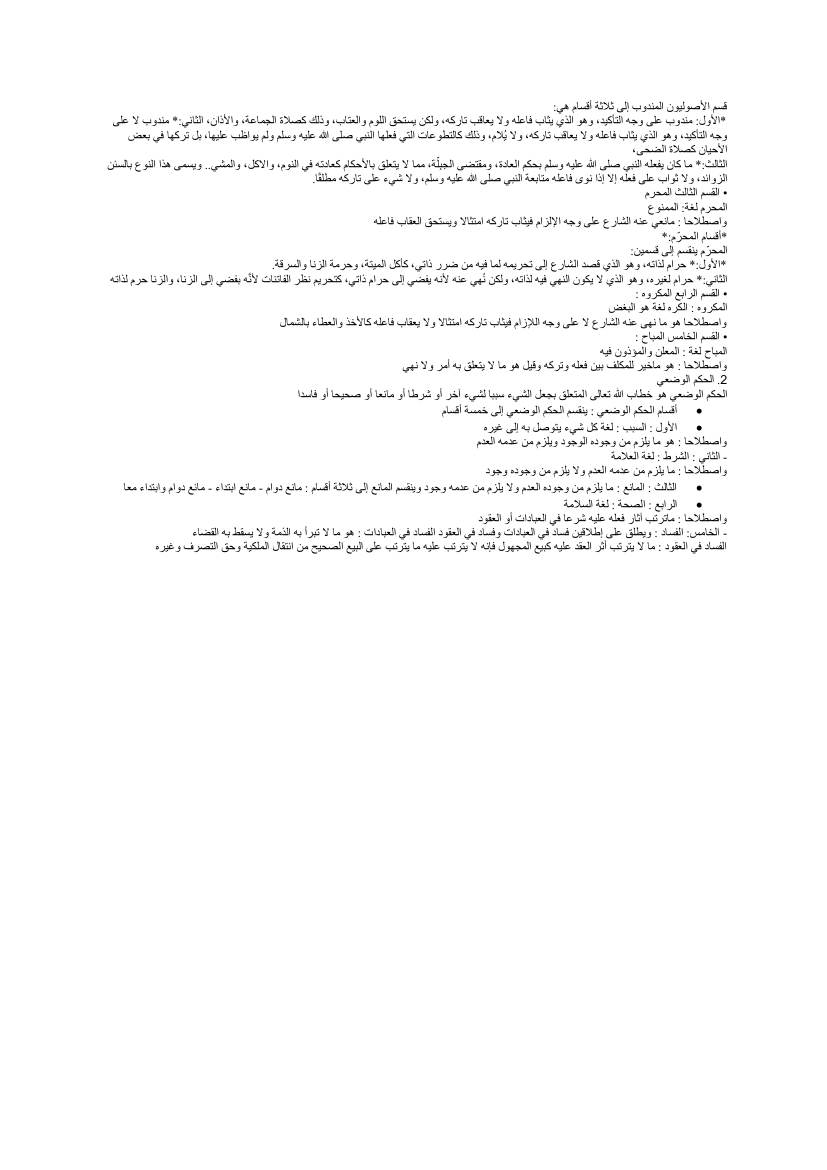 قسم الأصوليون المندوب إلى ثلاثة أقسام هي:
*الأول: مندوب على وجه التأكيد، وهو الذي يثاب فاعله ولا يعاقب تاركه، ولكن يستحق اللوم والعتاب، وذلك كصلاة الجماعة، والأذان، الثاني:* مندوب لا على
وجه التأكيد، وهو الذي يثاب فاعله ولا يعاقب تاركه، ولا يُلام، وذلك كالتطوعات التي فعلها النبي صلى الله عليه وسلم ولم يواظب عليها، بل تركها في بعض
الأحيان كصلاة الضحى،
الثالث:* ما كان يفعله النبي صلى الله عليه وسلم بحكم العادة، ومقتضى الجبلّة، مما لا يتعلق بالأحكام كعادته في النوم، والاكل، والمشي.. ويسمى هذا النوع بالسنن
الزوائد، ولا ثواب على فعله إلا إذا نوى فاعله متابعة النبي صلى الله عليه وسلم، ولا شيء على تاركه مطلقًا.
• القسم الثالث المحرم
المحرم لغة: الممنوع
واصطلاحا : مانعي عنه الشارع على وجه الإلزام فيثاب تاركه امتثالا ويستحق العقاب فاعله
*أقسام المحرّم:*
المحرّم ينقسم إلى قسمين:
*الأول:* حرام لذاته، وهو الذي قصد الشارع إلى تحريمه لما فيه من ضرر ذاتي، كأكل الميتة، وحرمة الزنا والسرقة.
الثاني:* حرام لغيره، وهو الذي لا يكون النهي فيه لذاته، ولكن نُهي عنه لأنه يفضي إلى حرام ذاتي، كتحريم نظر الفاتنات لأنَّه يفضي إلى الزنا، والزنا حرم لذاته
• القسم الرابع المكروه :
المكروه : الكره لغة هو البغض
واصطلاحا هو ما نهى عنه الشارع لا على وجه اللإزام فيثاب تاركه امتثالا ولا يعقاب فاعله كالأخذ والعطاء بالشمال
• القسم الخامس المباح :
المباح لغة : المعلن والمؤذون فيه
واصطلاحا : هو ماخير للمكلف بين فعله وتركه وقيل هو ما لا يتعلق به أمر ولا نهي
2. الحكم الوضعي
الحكم الوضعي هو خطاب الله تعالى المتعلق بجعل الشيء سببا لشيء آخر أو شرطا أو مانعا أو صحيحا أو فاسدا
● أقسام الحكم الوضعي : ينقسم الحكم الوضعي إلى خمسة أقسام
● الأول : السبب : لغة كل شيء يتوصل به إلى غيره
واصطلاحا : هو ما يلزم من وجوده الوجود ويلزم من عدمه العدم
- الثاني : الشرط : لغة العلامة
واصطلاحا : ما يلزم من عدمه العدم ولا يلزم من وجوده وجود
● الثالث : المانع : ما يلزم من وجوده العدم ولا يلزم من عدمه وجود وينقسم المانع إلى ثلاثة أقسام : مانع دوام - مانع ابتداء - مانع دوام وابتداء معا
● الرابع : الصحة : لغة السلامة
واصطلاحا : ماترتب آثار فعله عليه شرعا في العبادات أو العقود
- الخامس: الفساد : ويطلق على إطلاقين فساد في العبادات وفساد في العقود الفساد في العبادات : هو ما لا تبرأ به الذمة ولا يسقط به القضاء
الفساد في العقود : ما لا يترتب أثر العقد عليه كبيع المجهول فإنه لا يترتب عليه ما يترتب على البيع الصحيح من انتقال الملكية وحق التصرف وغيره